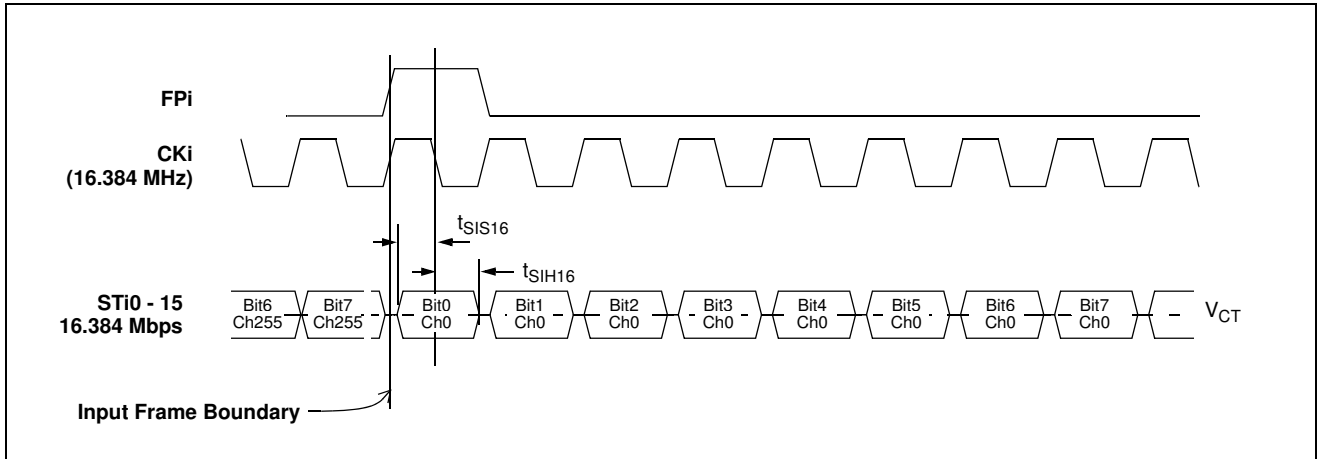 FPi
CKi
(16.384 MHz)
tSIS16
tSIH16
STi0 - 15
16.384 Mbps
Bit6
Ch255
Bit7
Ch255
Bit0
Ch0
Bit1
Ch0
Bit2
Ch0
Bit3
Ch0
Bit4
Ch0
Bit5
Ch0
Bit6
Ch0
Bit7
Ch0
VCT
Input Frame Boundary